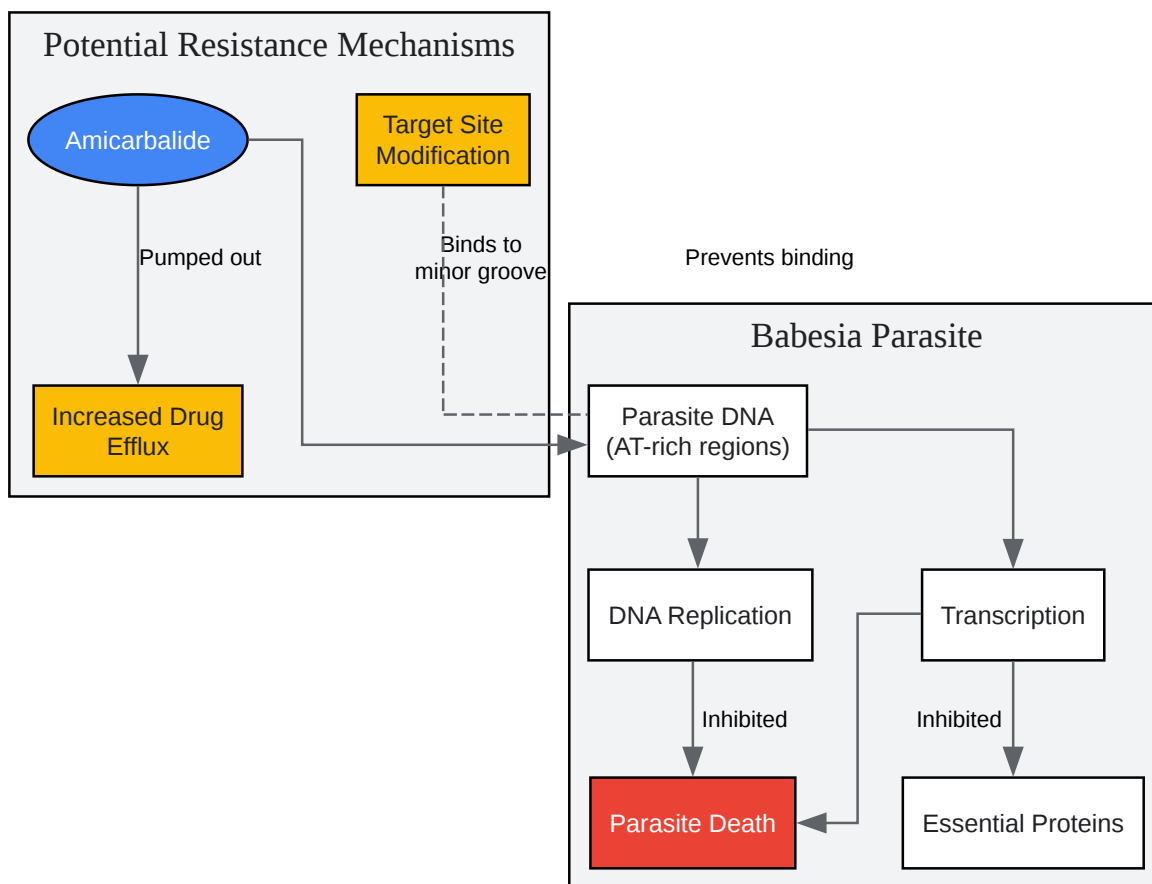 Potential Resistance Mechanisms
Amicarbalide
Target Site
Modification
Pumped out
Binds to
minor groove
Prevents binding
Increased Drug
Efflux
Babesia Parasite
Parasite DNA
(AT-rich regions)
DNA Replication
Transcription
Inhibited
Inhibited
Parasite Death
Essential Proteins